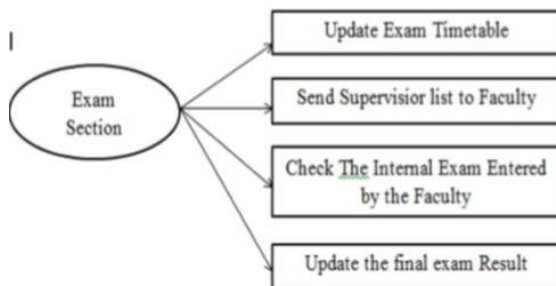 Exam
Section
Update Exam Timetable
Send Supervisior list to Faculty
Check The Internal Exam Entered
by the Faculty
Update the final exam Result